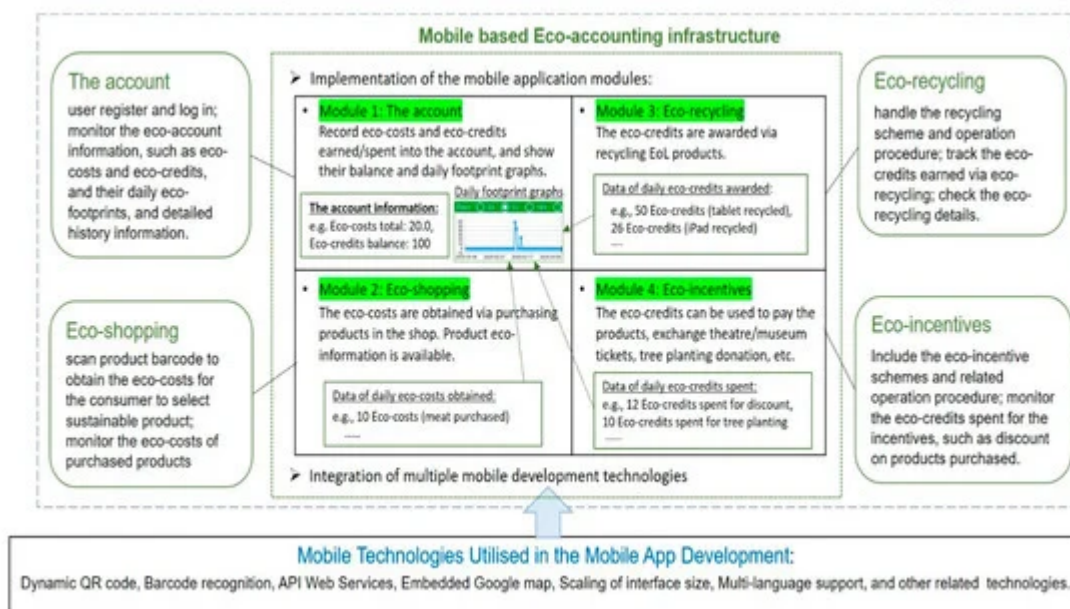 Mobile based Eco-accounting infrastructure
The account
user register and log in;
monitor the eco-account
information, such as eco-
costs and eco-credits,
and their daily eco-
footprints, and detailed
history information.
Eco-shopping
scan product barcode to
obtain the eco-costs for
the consumer to select
sustainable product;
monitor the eco-costs of
purchased products
➢ Implementation of the mobile application modules:
• Module 1: The account
Record eco-costs and eco-credits
earned/spent into the account, and show
their balance and daily footprint graphs.
Daily footprint graphs
The account information:
e.g. Eco-costs total: 20.0,
Eco-credits balance: 100
• Module 3: Eco-recycling
The eco-credits are awarded via
recycling EoL products.
Data of daily eco-credits awarded:
e.g., 50 Eco-credits (tablet recycled),
26 Eco-credits (iPad recycled)
.....
• Module 2: Eco-shopping
The eco-costs are obtained via purchasing
products in the shop. Product eco-
information is available.
Data of daily eco-costs obtained:
e.g., 10 Eco-costs (meat purchased)
......
• Module 4: Eco-incentives
The eco-credits can be used to pay the
products, exchange theatre/museum
tickets, tree planting donation, etc.
Data of daily eco-credits spent:
e.g., 12 Eco-credits spent for discount,
10 Eco-credits spent for tree planting
......
➢ Integration of multiple mobile development technologies
Eco-recycling
handle the recycling
scheme and operation
procedure; track the eco-
credits earned via eco-
recycling; check the eco-
recycling details.
Eco-incentives
Include the eco-incentive
schemes and related
operation procedure; monitor
the eco-credits spent for the
incentives, such as discount
on products purchased.
Mobile Technologies Utilised in the Mobile App Development:
Dynamic QR code, Barcode recognition, API Web Services, Embedded Google map, Scaling of interface size, Multi-language support, and other related technologies.